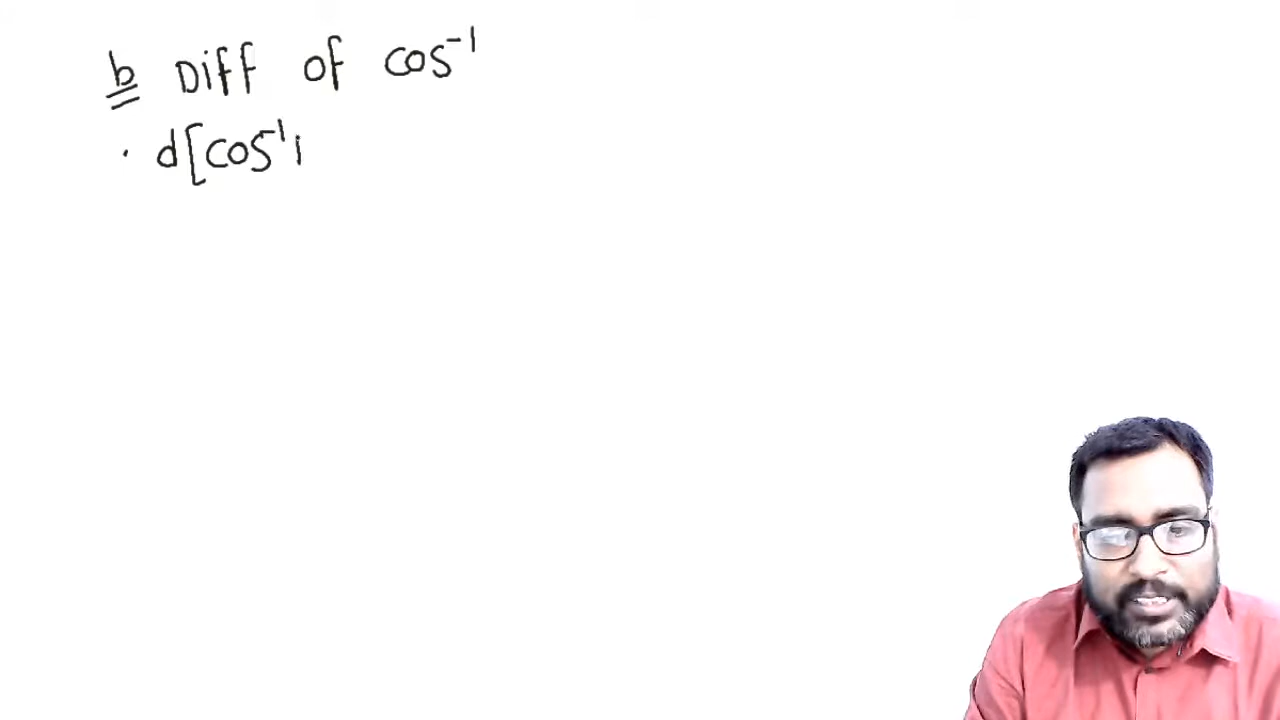 b Diff of cos⁻¹
· d[cos⁻¹